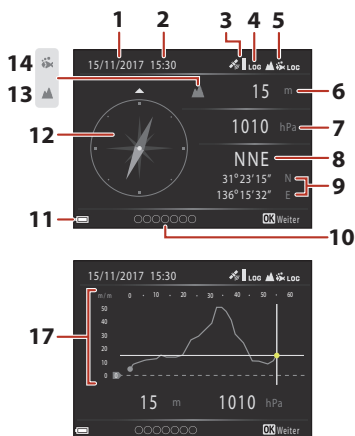 1 2 3 4 5
14
13
15/11/2017 15:30 LOG LOG
15 m 6
1010 hPa 7
12
NNE 8
31°23'15" N
136°15'32" E 9
11
OK Weiter
10
15/11/2017 15:30 LOG LOG
17
m/m 0 10 20 30 40 50 60
50
40
30
20
10
0 0
15 m 1010 hPa
OK Weiter